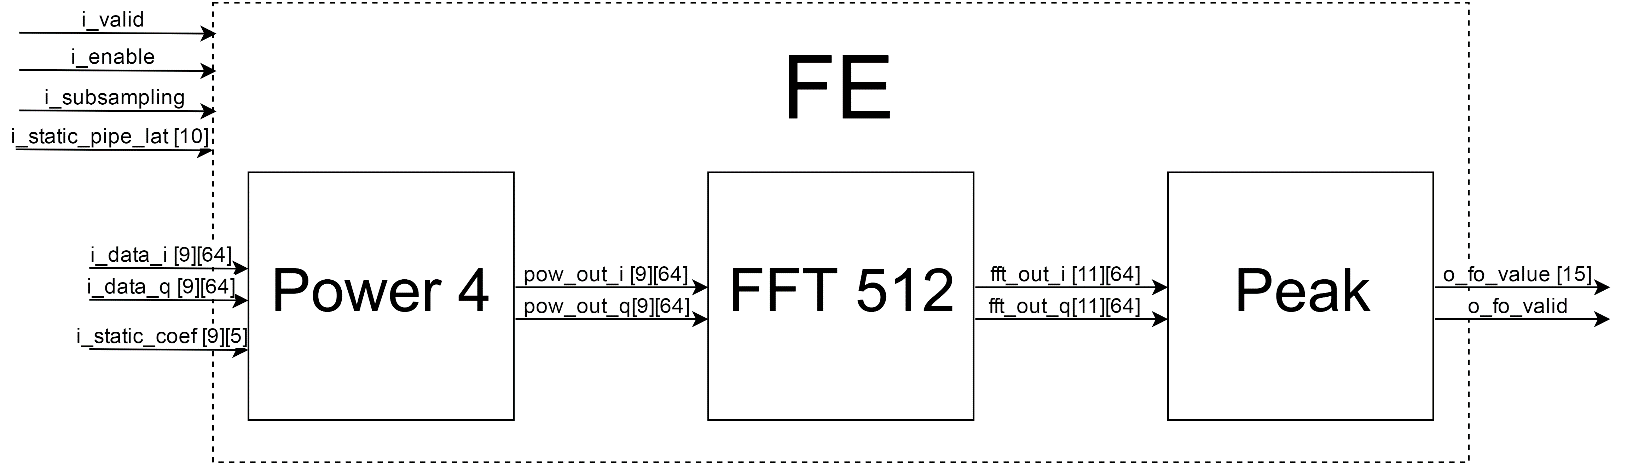 i_valid
i_enable
i_subsampling
i_static_pipe_lat [10]
FE
i_data_i [9][64]
i_data_q [9][64]
i_static_coef [9][5]
Power 4
pow_out_i [9][64]
pow_out_q[9][64]
FFT 512
fft_out_i [11][64]
fft_out_q[11][64]
Peak
o_fo_value [15]
o_fo_valid